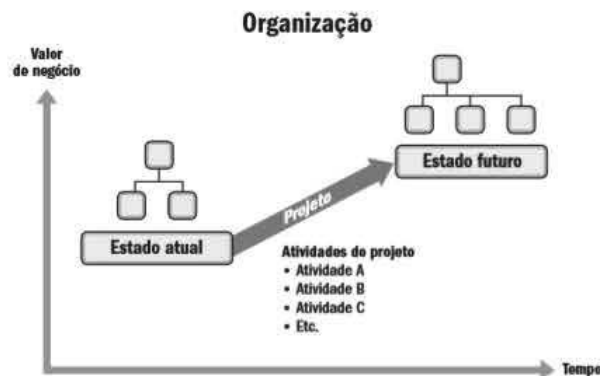 Organização
Valor
de negócio
Estado futuro
Projeto
Estado atual
Atividades do projeto
• Atividade A
• Atividade B
• Atividade C
• Etc.
Tempo